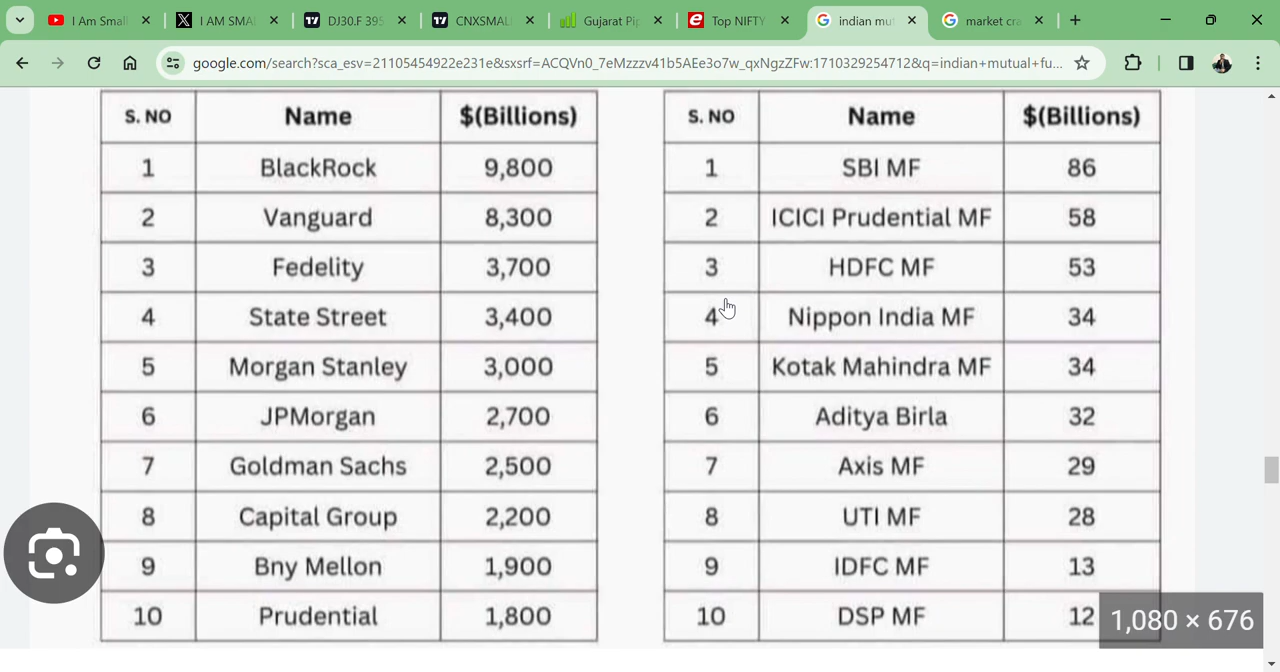 I Am Small
I AM SMA
DJ30.F 395
CNXSMALL
Gujarat Pip
Top NIFTY
indian mut
market cra
google.com/search?sca_esv=21105454922e231e&sxsrf=ACQVn0_7eMzzzv41b5AEe3o7w_qxNgzZFw:1710329254712&q=indian+mutual+fu...
S. NO Name $(Billions) S. NO Name $(Billions)
1 BlackRock 9,800 1 SBI MF 86
2 Vanguard 8,300 2 ICICI Prudential MF 58
3 Fedelity 3,700 3 HDFC MF 53
4 State Street 3,400 4 Nippon India MF 34
5 Morgan Stanley 3,000 5 Kotak Mahindra MF 34
6 JPMorgan 2,700 6 Aditya Birla 32
7 Goldman Sachs 2,500 7 Axis MF 29
8 Capital Group 2,200 8 UTI MF 28
9 Bny Mellon 1,900 9 IDFC MF 13
10 Prudential 1,800 10 DSP MF 12
1,080 × 676